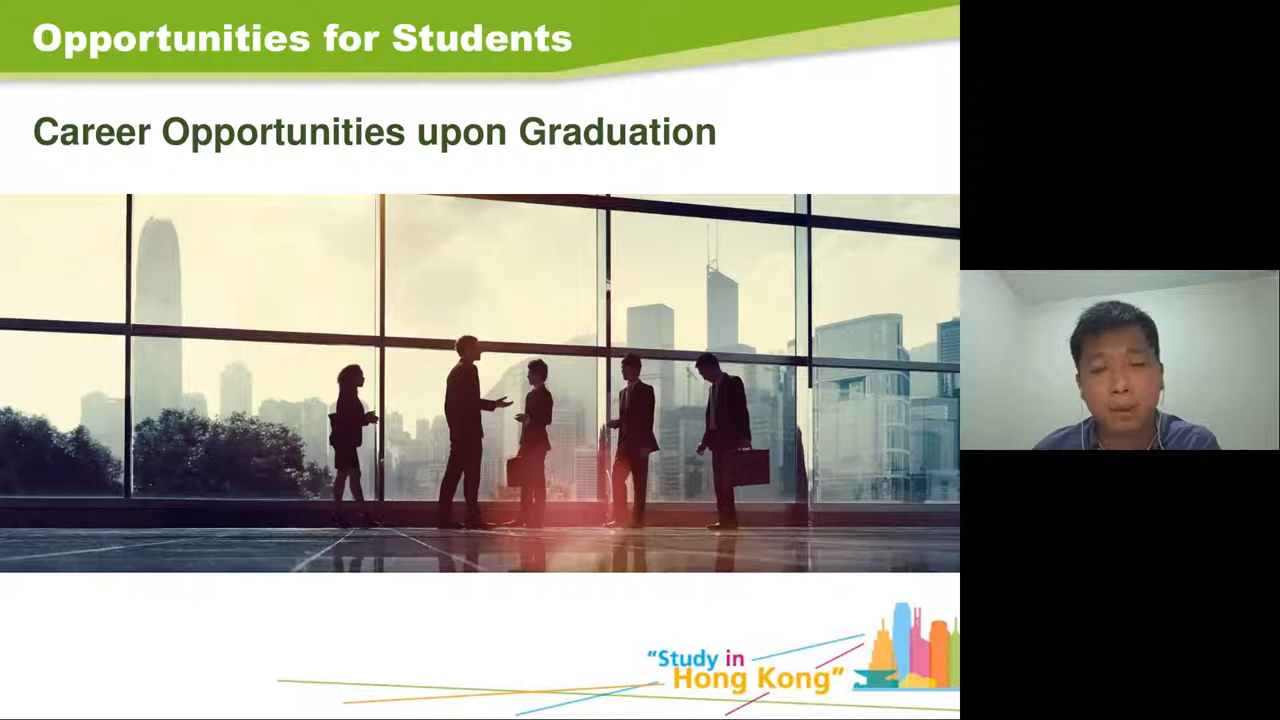 Opportunities for Students
Career Opportunities upon Graduation
"Study in
Hong Kong"